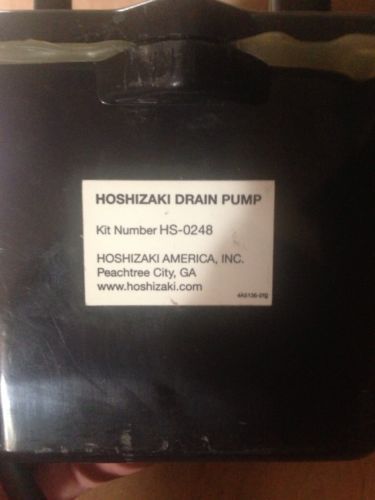 HOSHIZAKI DRAIN PUMP
Kit Number HS-0248
HOSHIZAKI AMERICA, INC.
Peachtree City, GA
www.hoshizaki.com